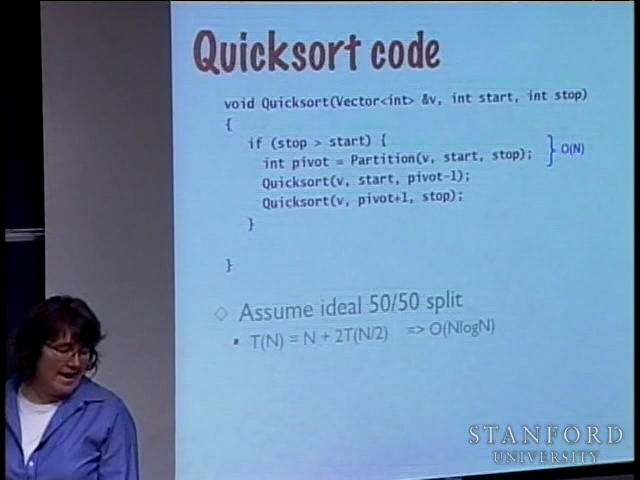 Quicksort code
void Quicksort(Vector<int> &v, int start, int stop)
{
if (stop > start) {
int pivot = Partition(v, start, stop);
O(N)
Quicksort(v, start, pivot-1);
Quicksort(v, pivot+1, stop);
}
}
◇ Assume ideal 50/50 split
▪ T(N) = N + 2T(N/2) => O(NlogN)
STANFORD
UNIVERSITY